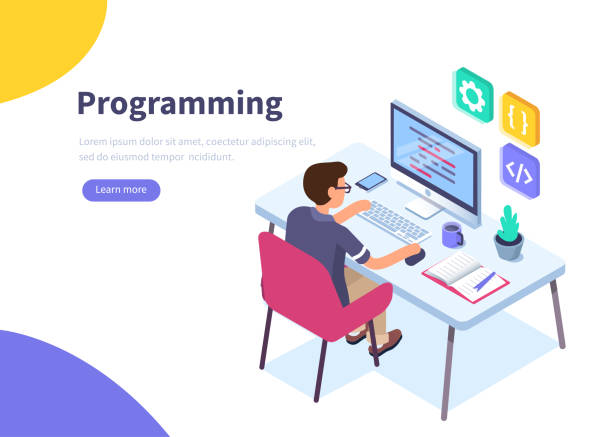 Programming
Lorem ipsum dolor sit amet, coectetur adipiscing elit,
sed do eiusmod tempor  ncididunt.
Learn more
{}
</>